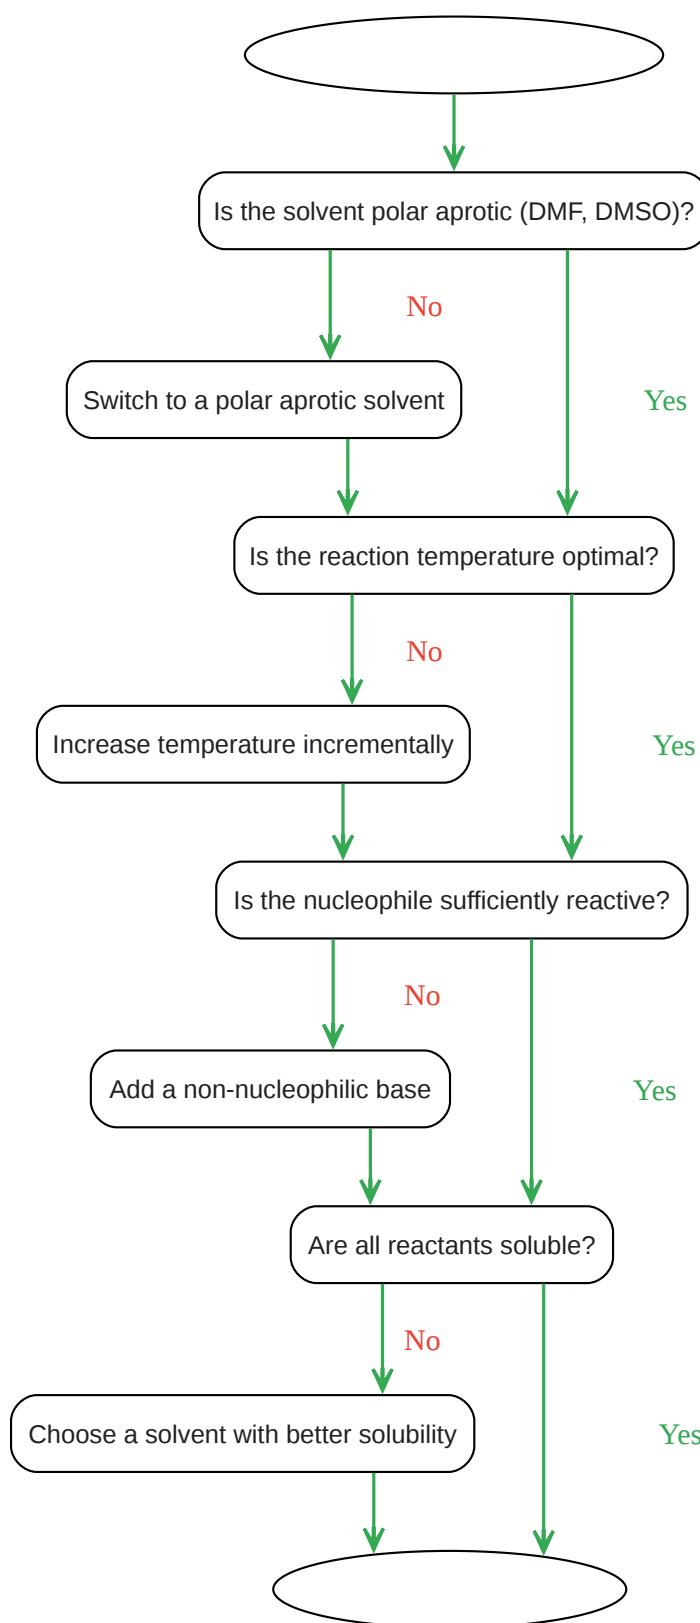 Is the solvent polar aprotic (DMF, DMSO)?
No
Switch to a polar aprotic solvent
Yes
Is the reaction temperature optimal?
No
Increase temperature incrementally
Yes
Is the nucleophile sufficiently reactive?
No
Add a non-nucleophilic base
Yes
Are all reactants soluble?
No
Choose a solvent with better solubility
Yes